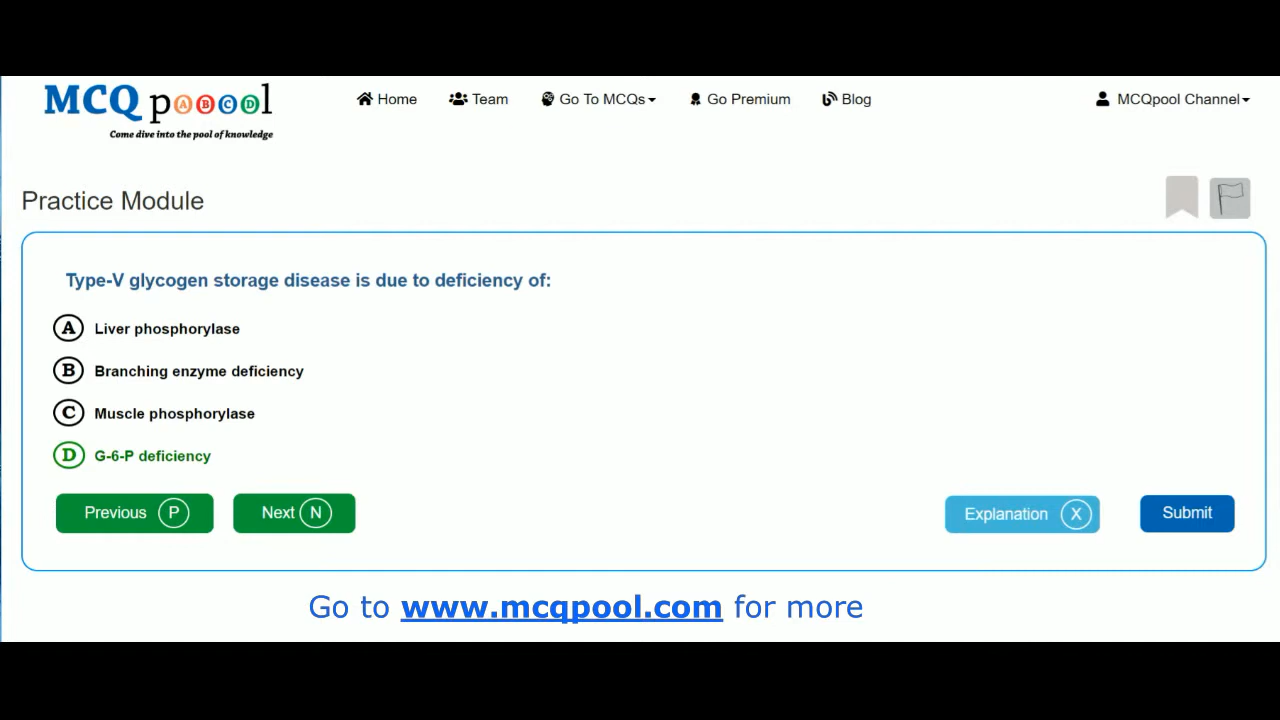 MCQ pABCDl
Come dive into the pool of knowledge
Home Team Go To MCQs Go Premium Blog MCQpool Channel
Practice Module
Type-V glycogen storage disease is due to deficiency of:
A Liver phosphorylase
B Branching enzyme deficiency
C Muscle phosphorylase
D G-6-P deficiency
Previous P Next N Explanation X Submit
Go to www.mcqpool.com for more